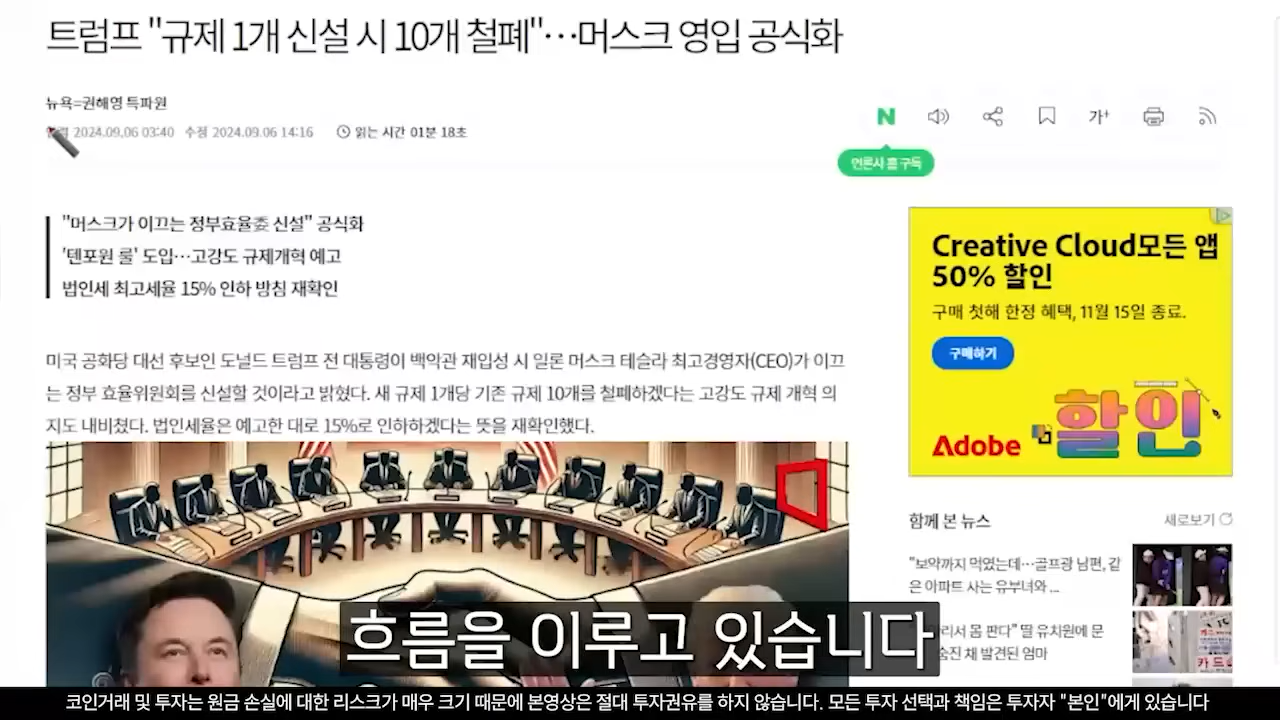 트럼프 "규제 1개 신설 시 10개 철폐"…머스크 영입 공식화
뉴욕=권해영 특파원
2024.09.06 03:40 수정 2024.09.06 14:16 읽는 시간 01분 18초
N
가+
언론사 홈 구독
"머스크가 이끄는 정부효율委 신설" 공식화
'텐포원 룰' 도입…고강도 규제개혁 예고
법인세 최고세율 15% 인하 방침 재확인
미국 공화당 대선 후보인 도널드 트럼프 전 대통령이 백악관 재입성 시 일론 머스크 테슬라 최고경영자(CEO)가 이끄
는 정부 효율위원회를 신설할 것이라고 밝혔다. 새 규제 1개당 기존 규제 10개를 철폐하겠다는 고강도 규제 개혁 의
지도 내비쳤다. 법인세율은 예고한 대로 15%로 인하하겠다는 뜻을 재확인했다.
Creative Cloud모든 앱
50% 할인
구매 첫해 한정 혜택, 11월 15일 종료.
구매하기
할인
Adobe
함께 본 뉴스
새로보기
"보약까지 먹였는데…골프광 남편, 같
은 아파트 사는 유부녀와 ...
몸 판다" 딸 유치원에 문
숨진 채 발견된 엄마
흐름을 이루고 있습니다
코인거래 및 투자는 원금 손실에 대한 리스크가 매우 크기 때문에 본영상은 절대 투자권유를 하지 않습니다. 모든 투자 선택과 책임은 투자자 "본인"에게 있습니다